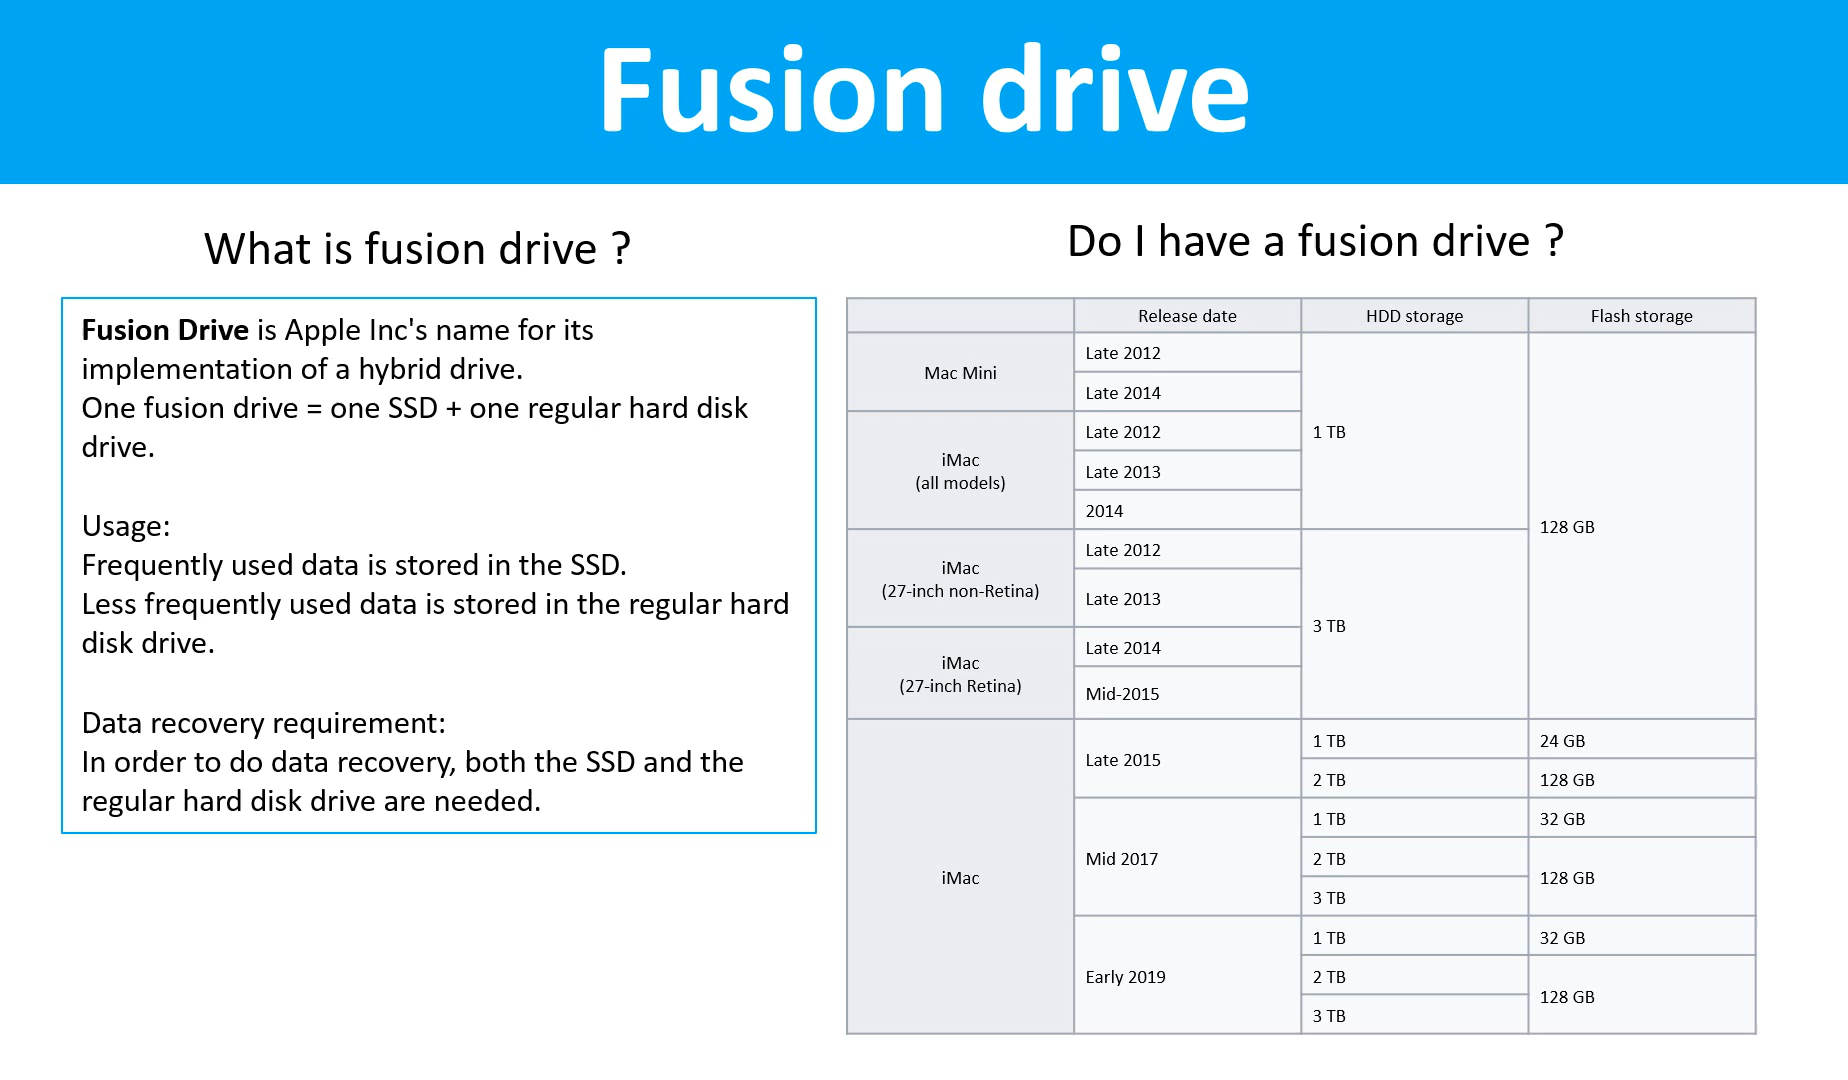 Fusion drive
What is fusion drive ?
Fusion Drive is Apple Inc's name for its
implementation of a hybrid drive.
One fusion drive = one SSD + one regular hard disk
drive.
Usage:
Frequently used data is stored in the SSD.
Less frequently used data is stored in the regular hard
disk drive.
Data recovery requirement:
In order to do data recovery, both the SSD and the
regular hard disk drive are needed.
Do I have a fusion drive ?
Release date HDD storage Flash storage
Mac Mini
Late 2012
Late 2014
iMac
(all models)
Late 2012
Late 2013
2014
1 TB
iMac
(27-inch non-Retina)
Late 2012
Late 2013
iMac
(27-inch Retina)
Late 2014
Mid-2015
3 TB
128 GB
iMac
Late 2015
1 TB 24 GB
2 TB 128 GB
Mid 2017
1 TB 32 GB
2 TB
3 TB
128 GB
Early 2019
1 TB 32 GB
2 TB
3 TB
128 GB